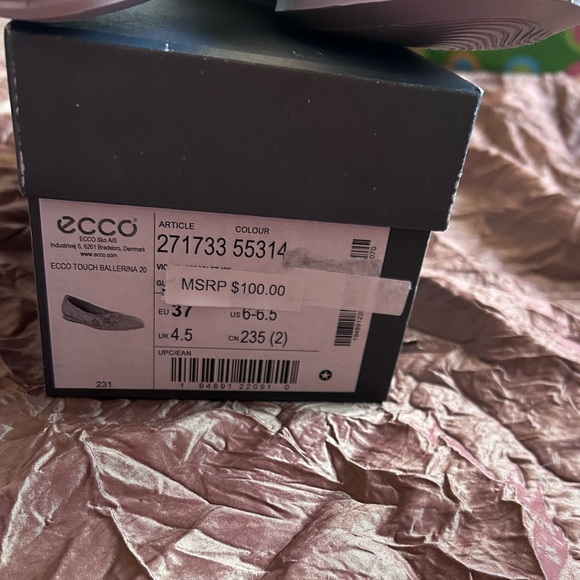 ecco
ECCO Sko A/S
Industrivej 5, 6261 Bredebro, Denmark
www.ecco.com
ECCO TOUCH BALLERINA 20
231
ARTICLE COLOUR
271733 55314
MSRP $100.00
EU 37 US 6-6.5
UK 4.5 CN 235 (2)
UPC/EAN
1 94891 22091 0
070